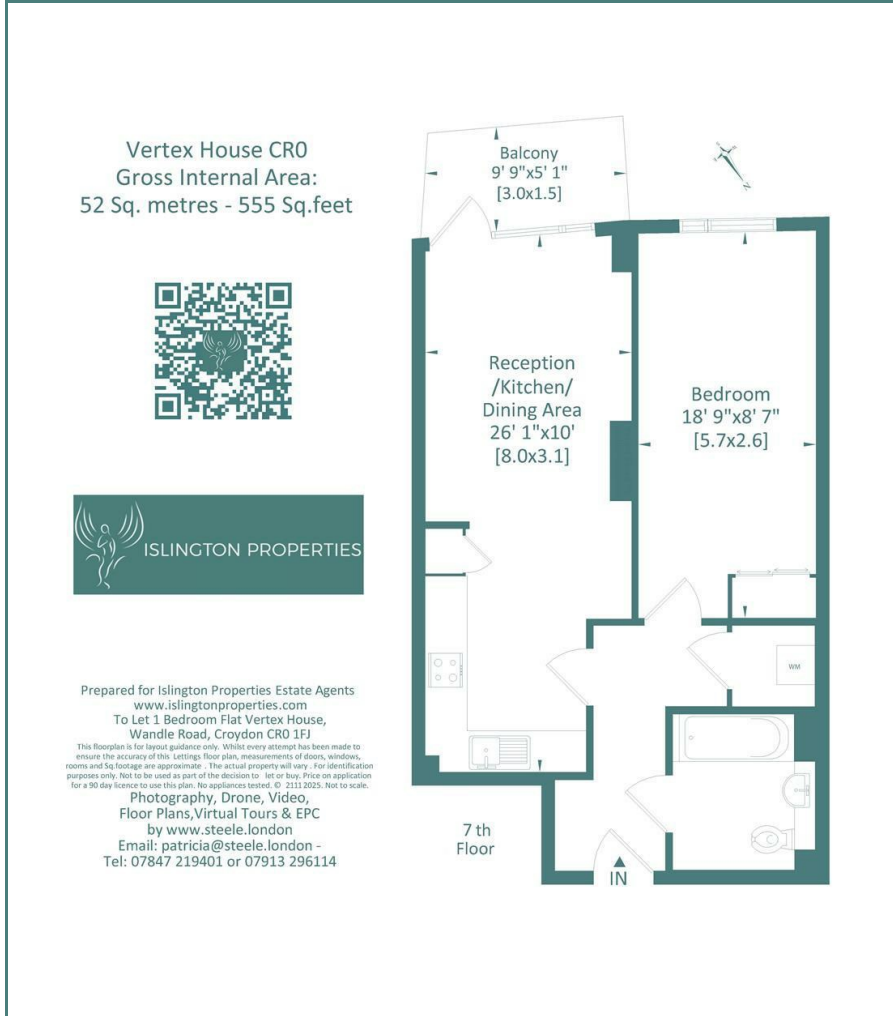 Vertex House CR0
Gross Internal Area:
52 Sq. metres - 555 Sq.feet
ISLINGTON PROPERTIES
Prepared for Islington Properties Estate Agents
www.islingtonproperties.com
To Let 1 Bedroom Flat Vertex House,
Wandle Road, Croydon CR0 1FJ
This floorplan is for layout guidance only. Whilst every attempt has been made to
ensure the accuracy of this Lettings floor plan, measurements of doors, windows,
rooms and Sq.footage are approximate . The actual property will vary . For identification
purposes only. Not to be used as part of the decision to let or buy. Price on application
for a 90 day licence to use this plan. No appliances tested. © 21112025. Not to scale.
Photography, Drone, Video,
Floor Plans,Virtual Tours & EPC
by www.steele.london
Email: patricia@steele.london -
Tel: 07847 219401 or 07913 296114
Balcony
9' 9"x5' 1"
[3.0x1.5]
Reception
/Kitchen/
Dining Area
26' 1"x10'
[8.0x3.1]
Bedroom
18' 9"x8' 7"
[5.7x2.6]
WM
7 th
Floor
IN